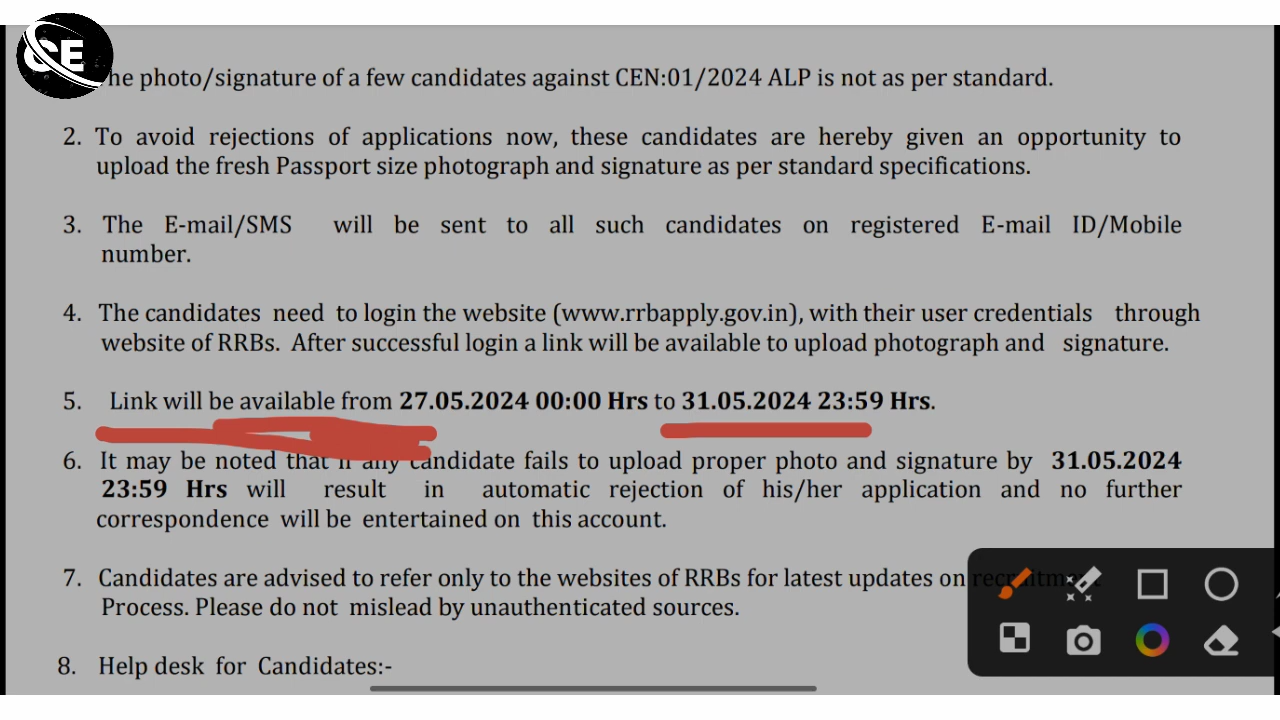 CE
he photo/signature of a few candidates against CEN:01/2024 ALP is not as per standard.
2. To avoid rejections of applications now, these candidates are hereby given an opportunity to
upload the fresh Passport size photograph and signature as per standard specifications.
3. The E-mail/SMS will be sent to all such candidates on registered E-mail ID/Mobile
number.
4. The candidates need to login the website (www.rrbapply.gov.in), with their user credentials through
website of RRBs. After successful login a link will be available to upload photograph and signature.
5. Link will be available from 27.05.2024 00:00 Hrs to 31.05.2024 23:59 Hrs.
6. It may be noted that if any candidate fails to upload proper photo and signature by 31.05.2024
23:59 Hrs will result in automatic rejection of his/her application and no further
correspondence will be entertained on this account.
7. Candidates are advised to refer only to the websites of RRBs for latest updates on recruitment
Process. Please do not mislead by unauthenticated sources.
8. Help desk for Candidates:-